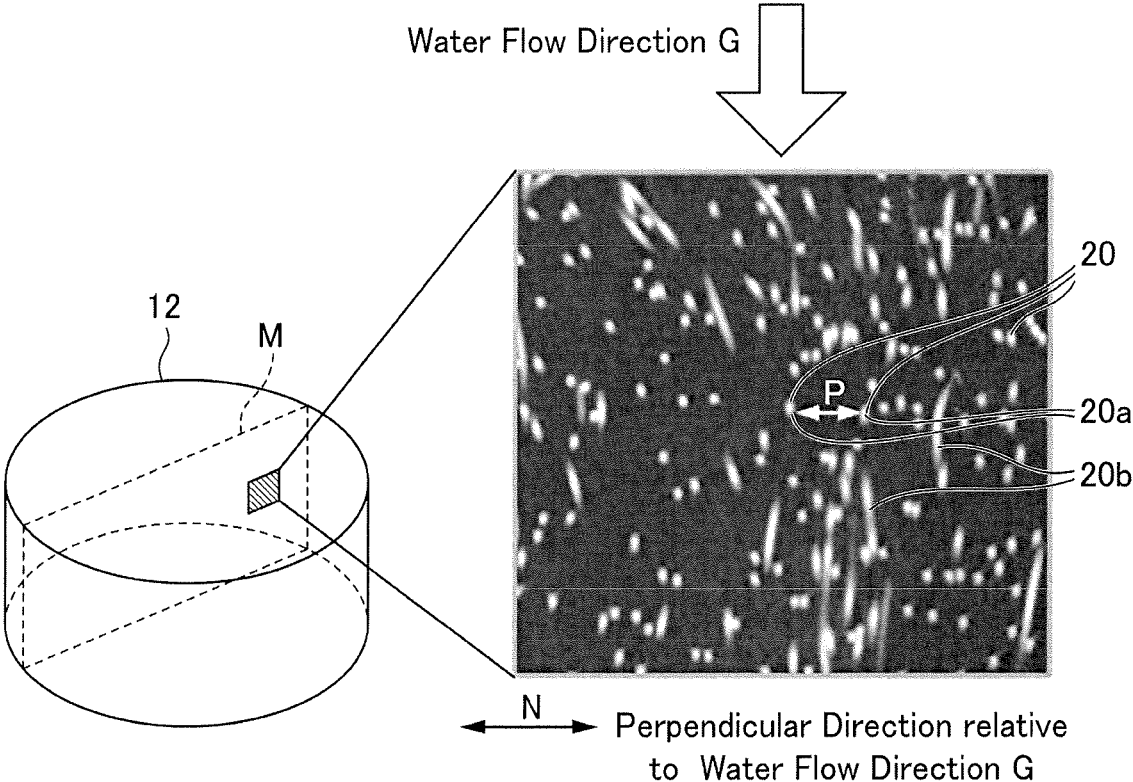 Water Flow Direction G
20
12
M
P
20a
20b
N
Perpendicular Direction relative
to Water Flow Direction G